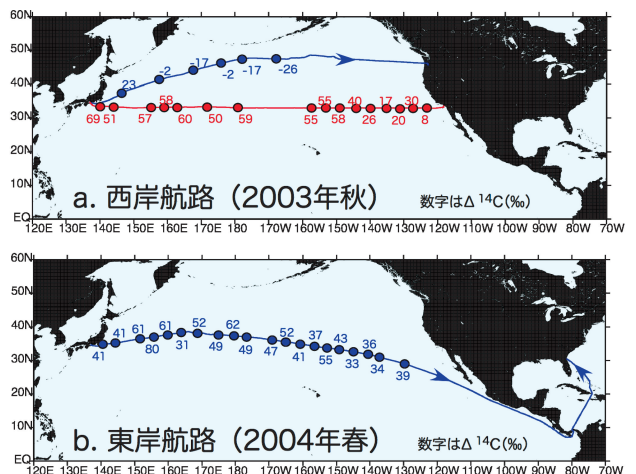 60N
50N
40N
30N
20N
10N
EQ
23 -2 -17 -2 -17 -26
69 51 57 58 60 50 59 55 55 58 40 26 17 20 30 8
a. 西岸航路（2003年秋） 数字はΔ ¹⁴C(‰)
120E 130E 140E 150E 160E 170E 180 170W 160W 150W 140W 130W 120W 110W 100W 90W 80W 70W
60N
50N
40N
30N
20N
10N
EQ
41 41 61 80 61 31 52 49 62 49 47 52 41 37 55 43 33 36 34 39
b. 東岸航路（2004年春） 数字はΔ ¹⁴C(‰)
120E 130E 140E 150E 160E 170E 180 170W 160W 150W 140W 130W 120W 110W 100W 90W 80W 70W